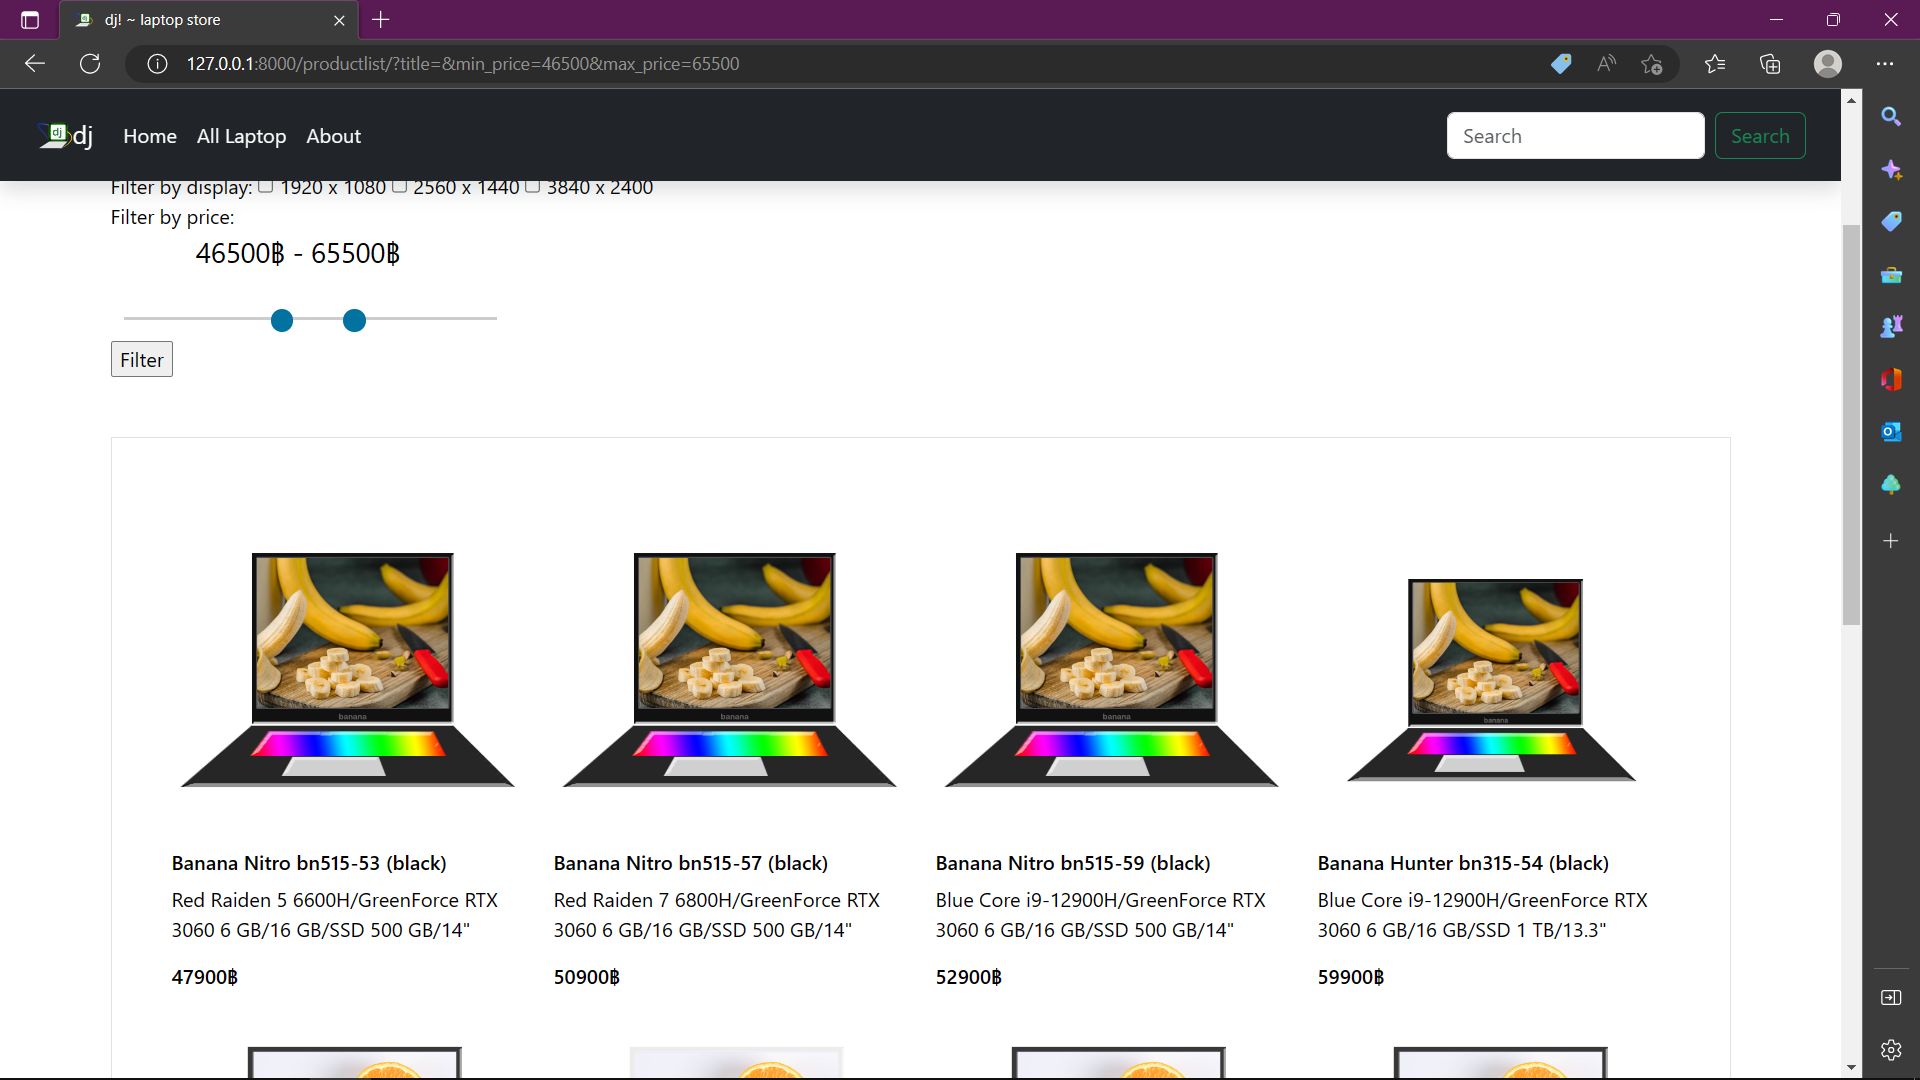 dj! ~ laptop store
127.0.0.1:8000/productlist/?title=&min_price=46500&max_price=65500
dj
dj Home All Laptop About Search Search
Filter by display: 1920 x 1080 2560 x 1440 3840 x 2400
Filter by price:
46500฿ - 65500฿
Filter
banana banana banana banana
Banana Nitro bn515-53 (black)
Red Raiden 5 6600H/GreenForce RTX
3060 6 GB/16 GB/SSD 500 GB/14"
47900฿
Banana Nitro bn515-57 (black)
Red Raiden 7 6800H/GreenForce RTX
3060 6 GB/16 GB/SSD 500 GB/14"
50900฿
Banana Nitro bn515-59 (black)
Blue Core i9-12900H/GreenForce RTX
3060 6 GB/16 GB/SSD 500 GB/14"
52900฿
Banana Hunter bn315-54 (black)
Blue Core i9-12900H/GreenForce RTX
3060 6 GB/16 GB/SSD 1 TB/13.3"
59900฿